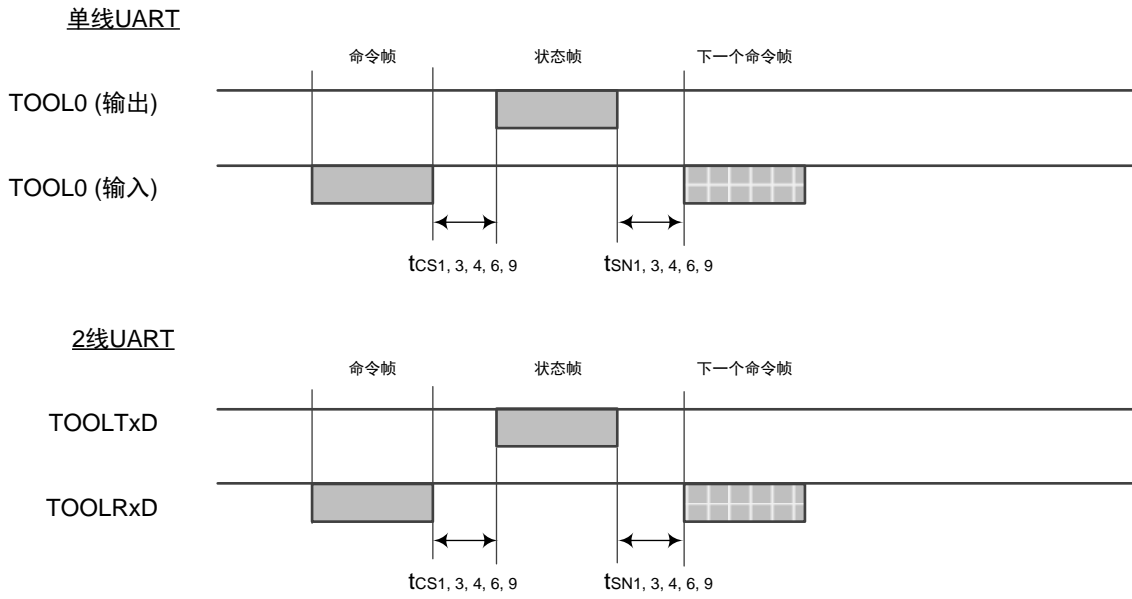 单线UART
命令帧 状态帧 下一个命令帧
TOOL0 (输出)
TOOL0 (输入)
tCS1, 3, 4, 6, 9 tSN1, 3, 4, 6, 9
2线UART
命令帧 状态帧 下一个命令帧
TOOLTxD
TOOLRxD
tCS1, 3, 4, 6, 9 tSN1, 3, 4, 6, 9